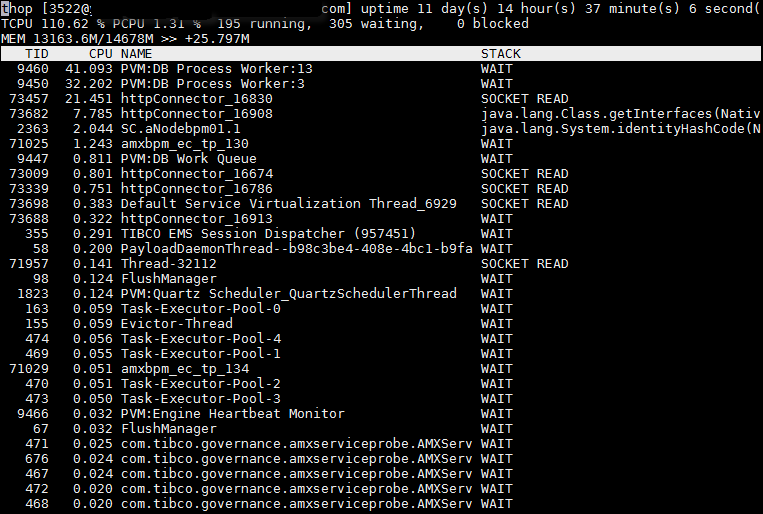 thop [35220 com] uptime 11 day(s) 14 hour(s) 37 minute(s) 6 second(
TCPU 110.62 % PCPU 1.31 % 195 running, 305 waiting, 0 blocked
MEM 13163.6M/14678M >> +25.797M
TID CPU NAME STACK
9460 41.093 PVM:DB Process Worker:13 WAIT
9450 32.202 PVM:DB Process Worker:3 WAIT
73457 21.451 httpConnector_16830 SOCKET READ
73682 7.785 httpConnector_16908 java.lang.Class.getInterfaces(Nativ
2363 2.044 SC.aNodebpm01.1 java.lang.System.identityHashCode(N
71025 1.243 amxbpm_ec_tp_130 WAIT
9447 0.811 PVM:DB Work Queue WAIT
73009 0.801 httpConnector_16674 SOCKET READ
73339 0.751 httpConnector_16786 SOCKET READ
73698 0.383 Default Service Virtualization Thread_6929 SOCKET READ
73688 0.322 httpConnector_16913 WAIT
355 0.291 TIBCO EMS Session Dispatcher (957451) WAIT
58 0.200 PayloadDaemonThread--b98c3be4-408e-4bc1-b9fa WAIT
71957 0.141 Thread-32112 SOCKET READ
98 0.124 FlushManager WAIT
1823 0.124 PVM:Quartz Scheduler_QuartzSchedulerThread WAIT
163 0.059 Task-Executor-Pool-0 WAIT
155 0.059 Evictor-Thread WAIT
474 0.056 Task-Executor-Pool-4 WAIT
469 0.055 Task-Executor-Pool-1 WAIT
71029 0.051 amxbpm_ec_tp_134 WAIT
470 0.051 Task-Executor-Pool-2 WAIT
473 0.050 Task-Executor-Pool-3 WAIT
9466 0.032 PVM:Engine Heartbeat Monitor WAIT
67 0.032 FlushManager WAIT
471 0.025 com.tibco.governance.amxserviceprobe.AMXServ WAIT
676 0.024 com.tibco.governance.amxserviceprobe.AMXServ WAIT
467 0.024 com.tibco.governance.amxserviceprobe.AMXServ WAIT
472 0.020 com.tibco.governance.amxserviceprobe.AMXServ WAIT
468 0.020 com.tibco.governance.amxserviceprobe.AMXServ WAIT